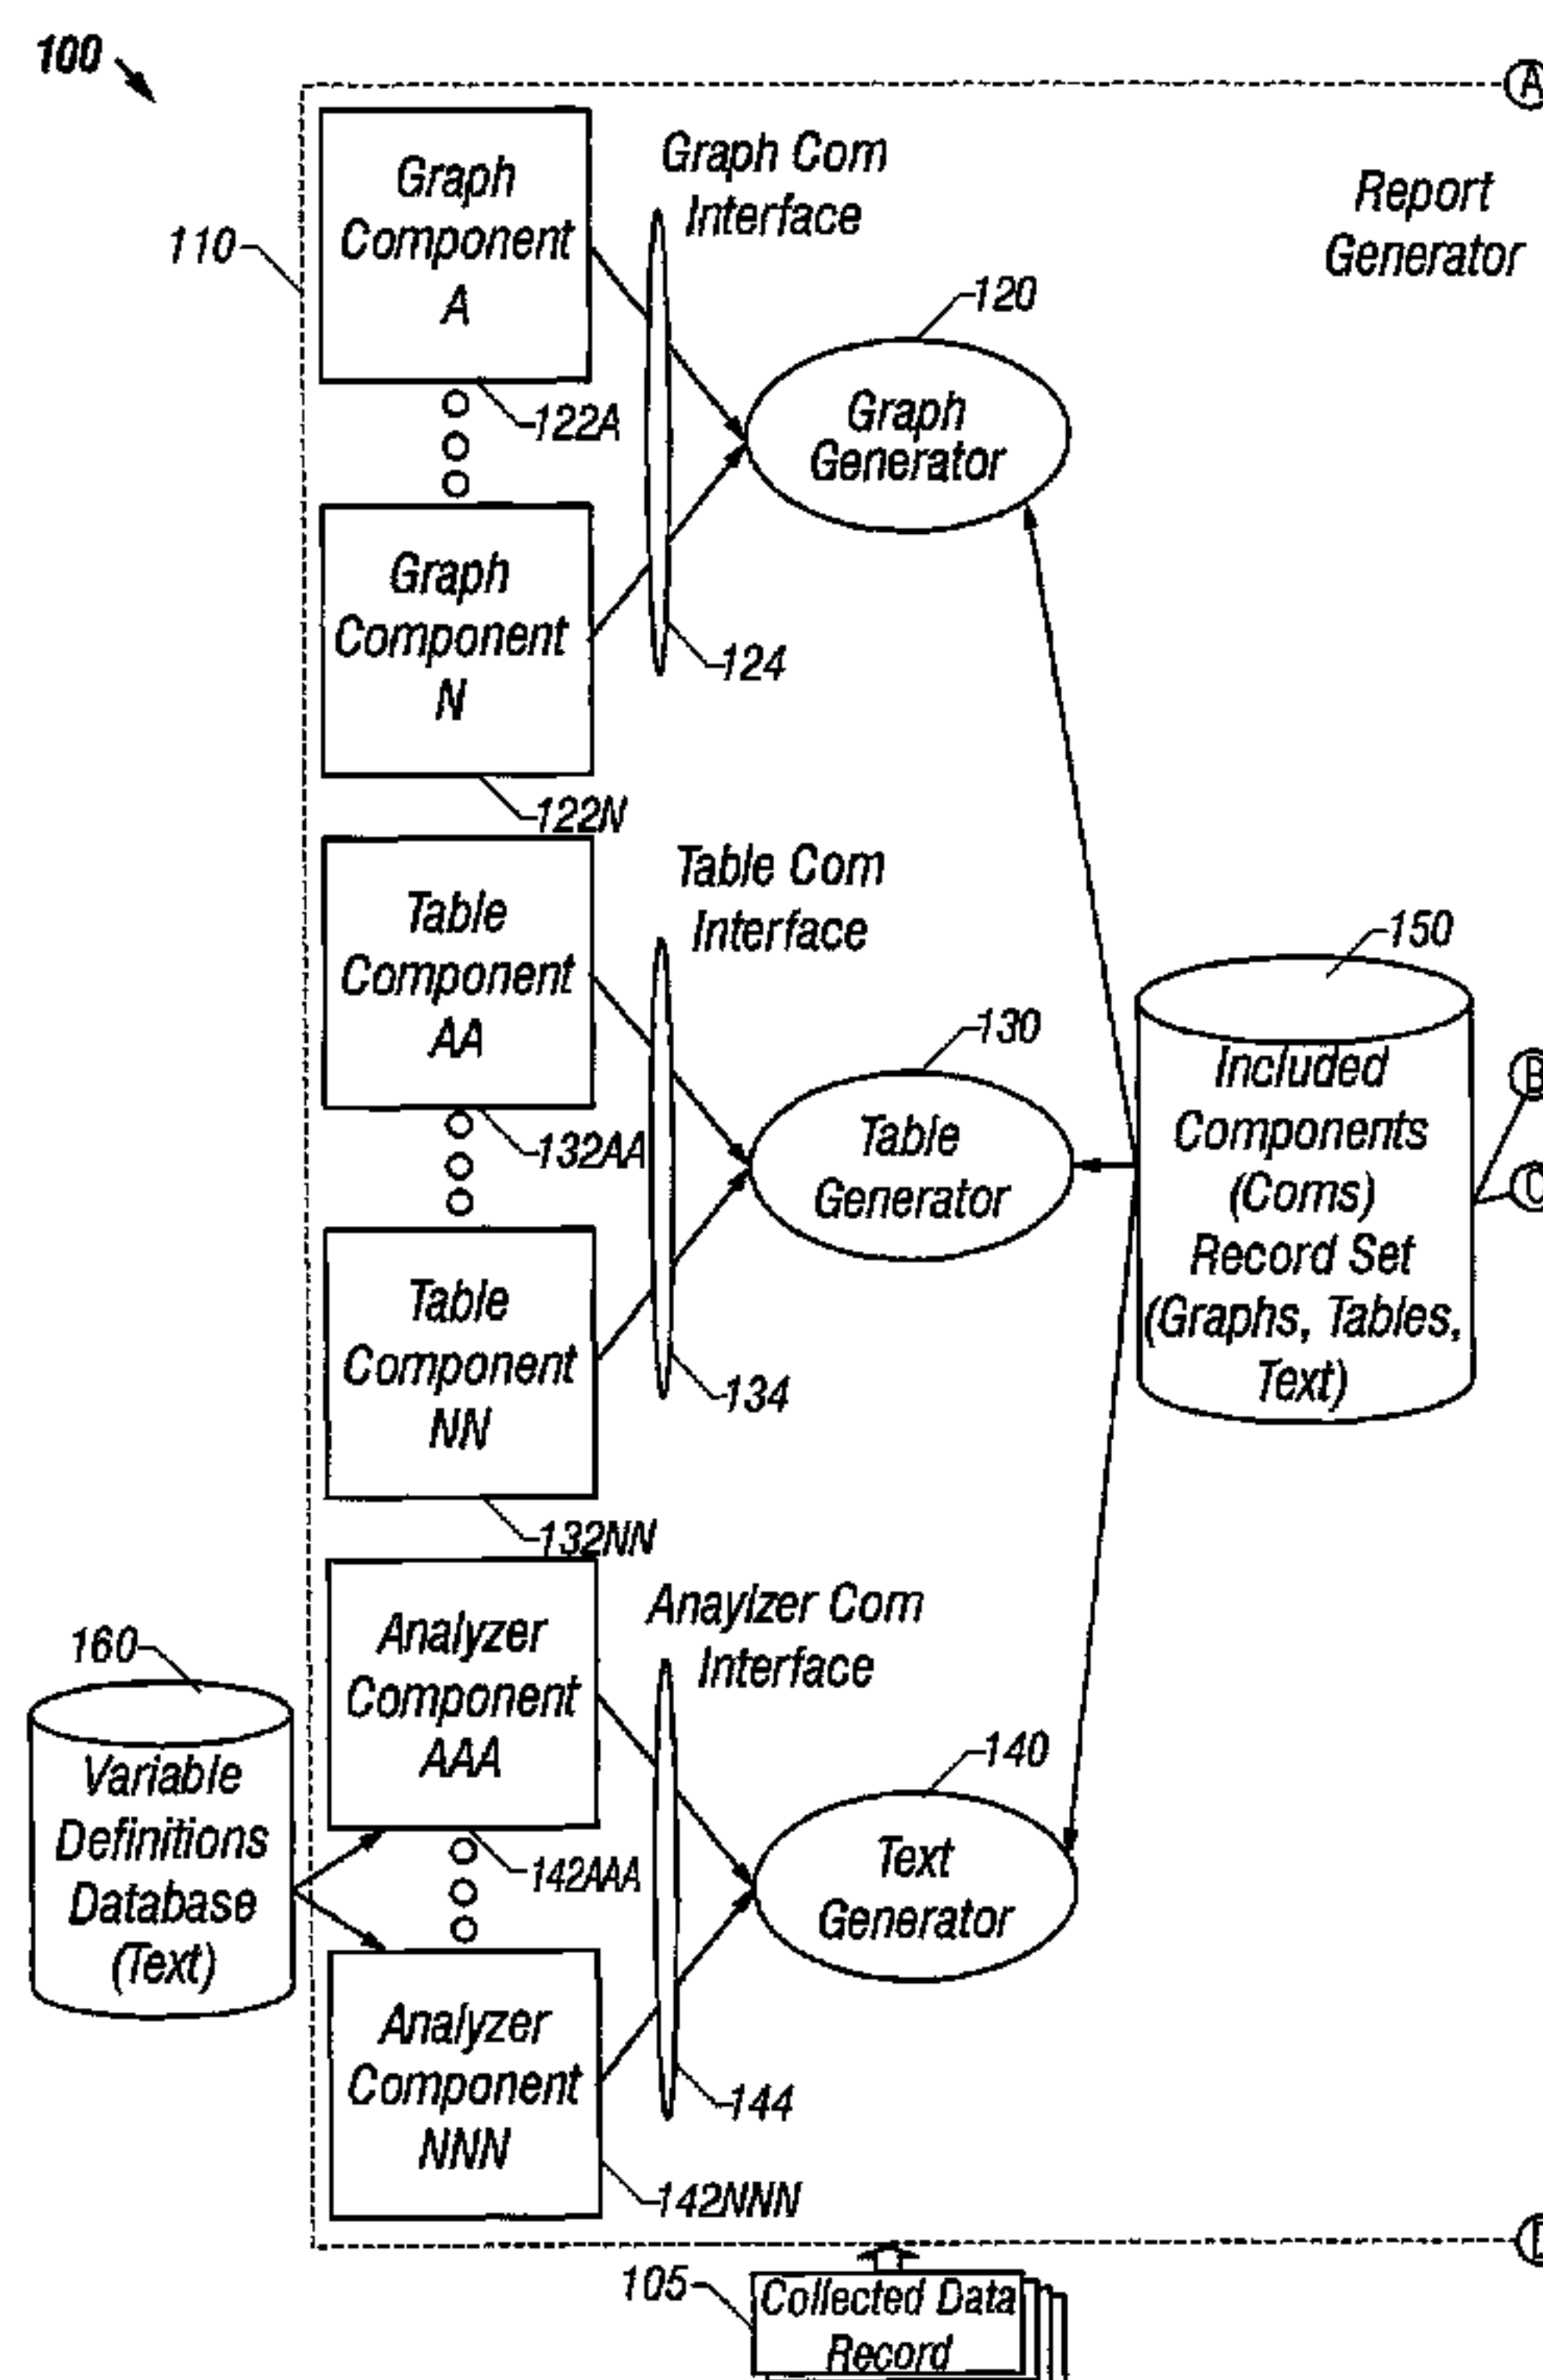 100
A
Graph
Component
A
Graph Com
Interface
Report
Generator
110
120
Graph
Generator
122A
Graph
Component
N
124
122N
Table
Component
AA
Table Com
Interface
150
130
Included
Components
(Coms)
Record Set
(Graphs, Tables,
Text)
B
C
Table
Generator
132AA
Table
Component
NN
134
132NN
Analyzer
Component
AAA
Anaylzer Com
Interface
160
Variable
Definitions
Database
(Text)
140
Text
Generator
142AAA
Analyzer
Component
NNN
144
142NNN
105
Collected Data
Record